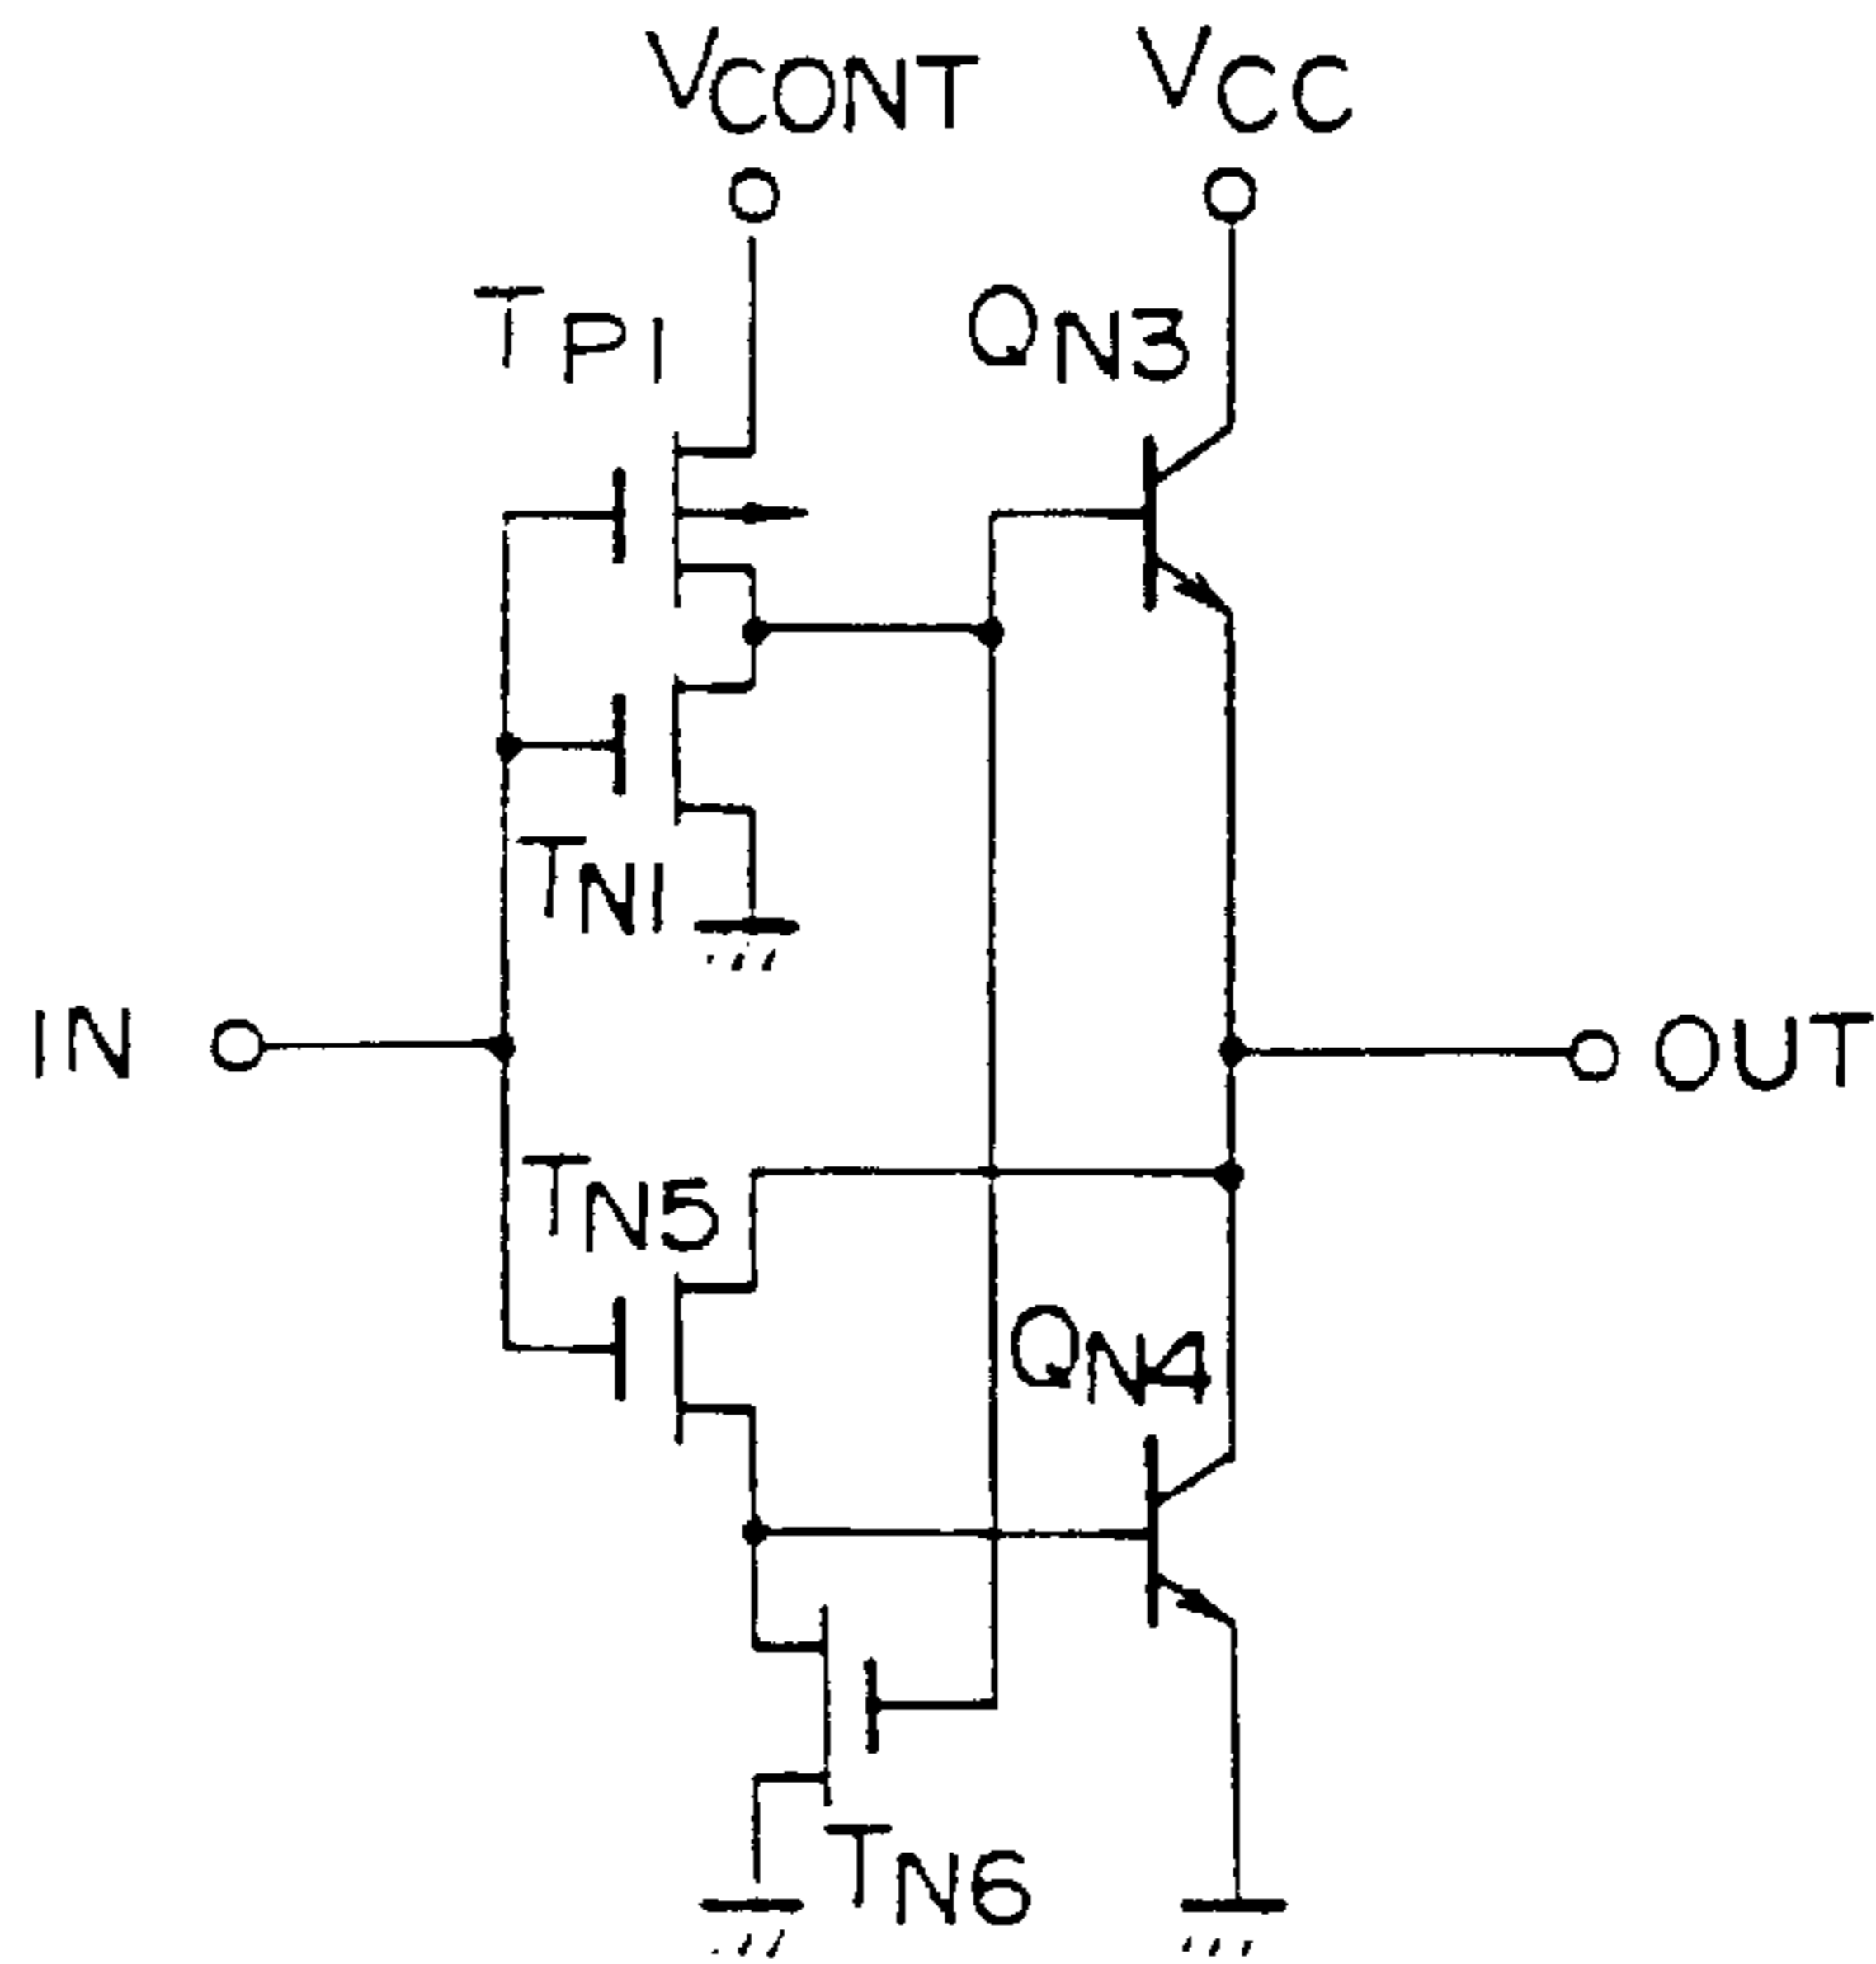 VCONT VCC
TP1 QN3
TN1
IN OUT
TN5
QN4
TN6